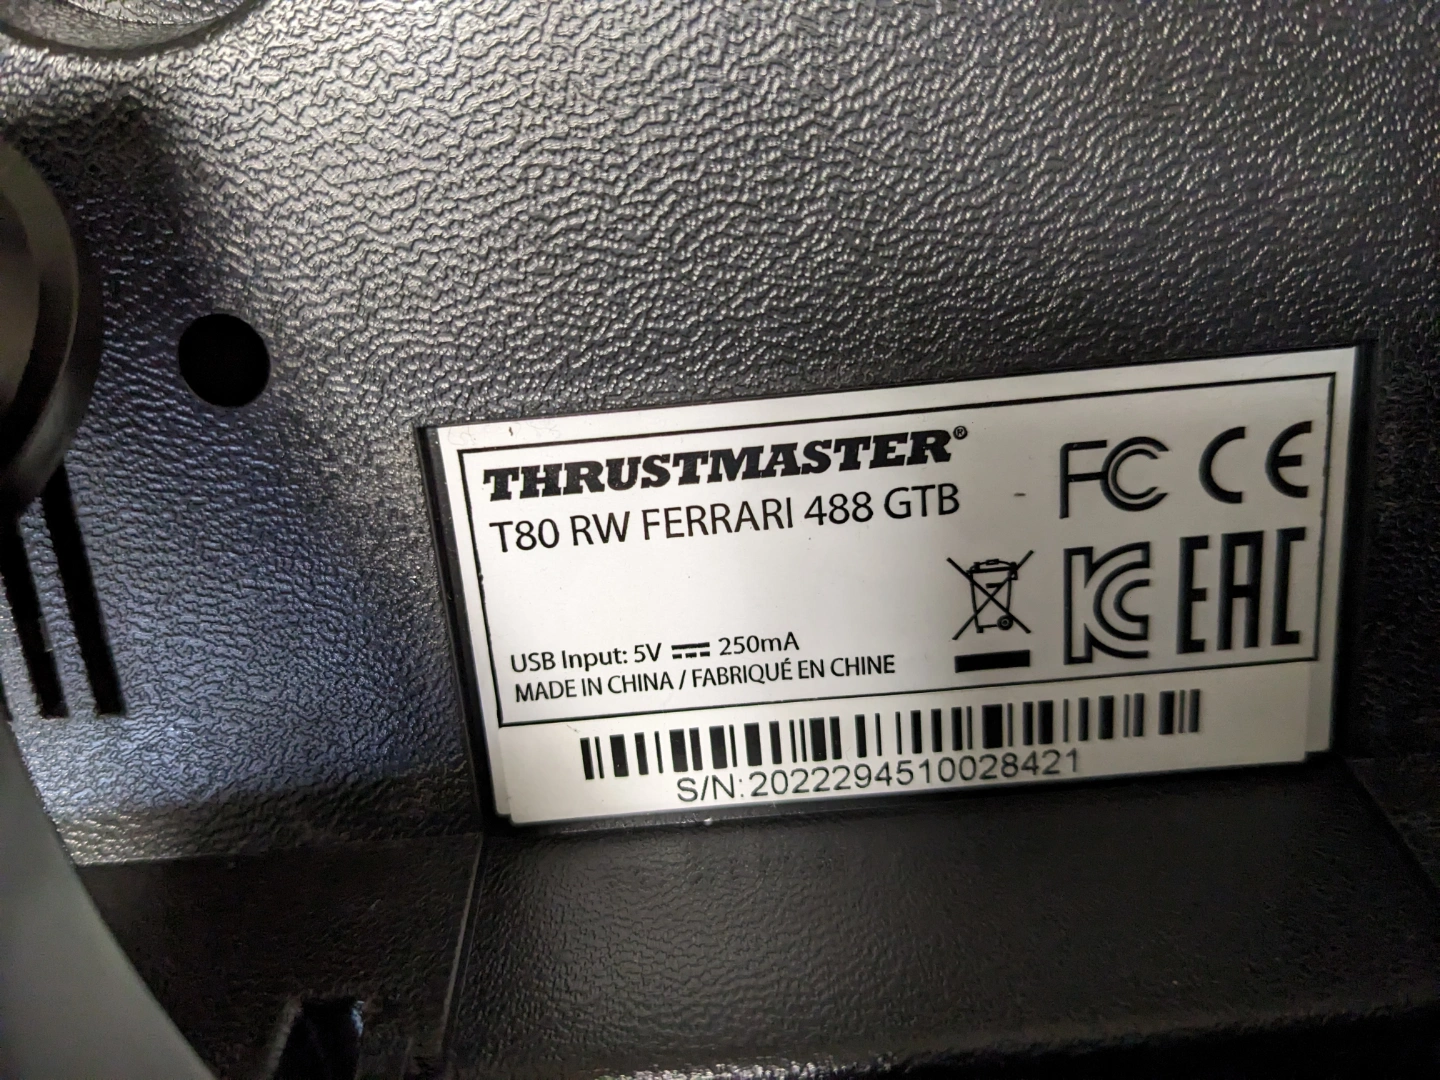 THRUSTMASTER®
T80 RW FERRARI 488 GTB
FC CE
KC EAC
USB Input: 5V ⎓ 250mA
MADE IN CHINA / FABRIQUÉ EN CHINE
S/N:2022294510028421